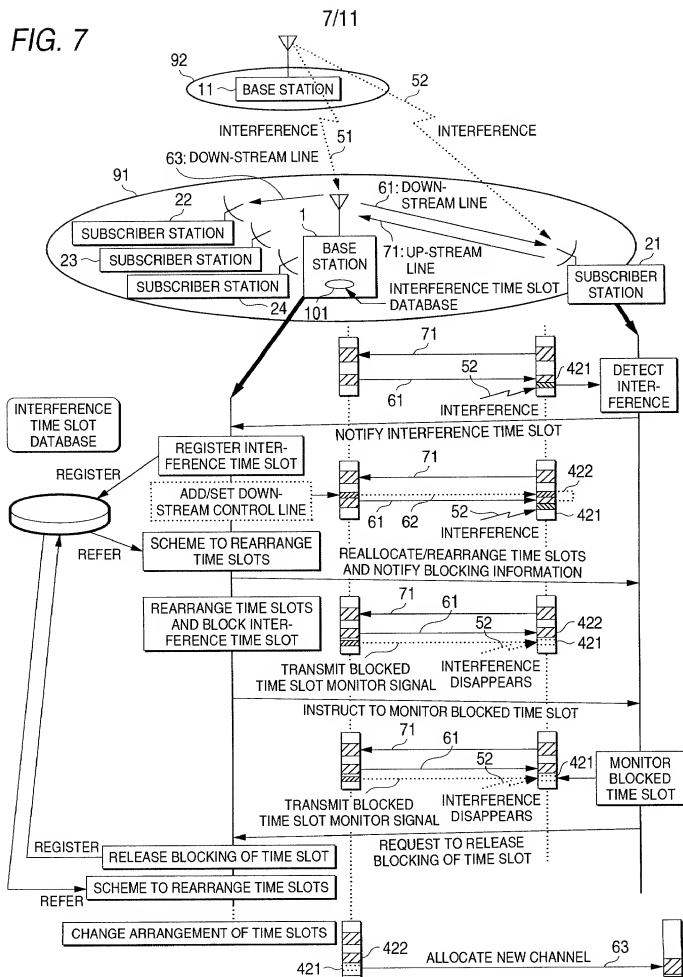 7/11
FIG. 7
92
52
11
BASE STATION
INTERFERENCE
51
INTERFERENCE
63: DOWN-STREAM LINE
91
61: DOWN-
STREAM
LINE
22
1
21
SUBSCRIBER STATION
BASE
STATION
71: UP-STREAM
LINE
23
SUBSCRIBER STATION
SUBSCRIBER
STATION
SUBSCRIBER STATION
24
101
INTERFERENCE TIME SLOT
DATABASE
71
421
52
61
INTERFERENCE
DETECT
INTER-
FERENCE
INTERFERENCE
TIME SLOT
DATABASE
NOTIFY INTERFERENCE TIME SLOT
REGISTER INTER-
FERENCE TIME SLOT
REGISTER
71
422
ADD/SET DOWN-
STREAM CONTROL LINE
61
62
52
421
INTERFERENCE
REFER
SCHEME TO REARRANGE
TIME SLOTS
REALLOCATE/REARRANGE TIME SLOTS
AND NOTIFY BLOCKING INFORMATION
71
REARRANGE TIME SLOTS
AND BLOCK INTER-
FERENCE TIME SLOT
61
52
422
421
TRANSMIT BLOCKED
TIME SLOT MONITOR SIGNAL
INTERFERENCE
DISAPPEARS
INSTRUCT TO MONITOR BLOCKED TIME SLOT
71
61
52
421
MONITOR
BLOCKED
TIME SLOT
TRANSMIT BLOCKED
TIME SLOT MONITOR SIGNAL
INTERFERENCE
DISAPPEARS
REGISTER
RELEASE BLOCKING OF TIME SLOT
REQUEST TO RELEASE
BLOCKING OF TIME SLOT
REFER
SCHEME TO REARRANGE TIME SLOTS
CHANGE ARRANGEMENT OF TIME SLOTS
422
421
ALLOCATE NEW CHANNEL
63